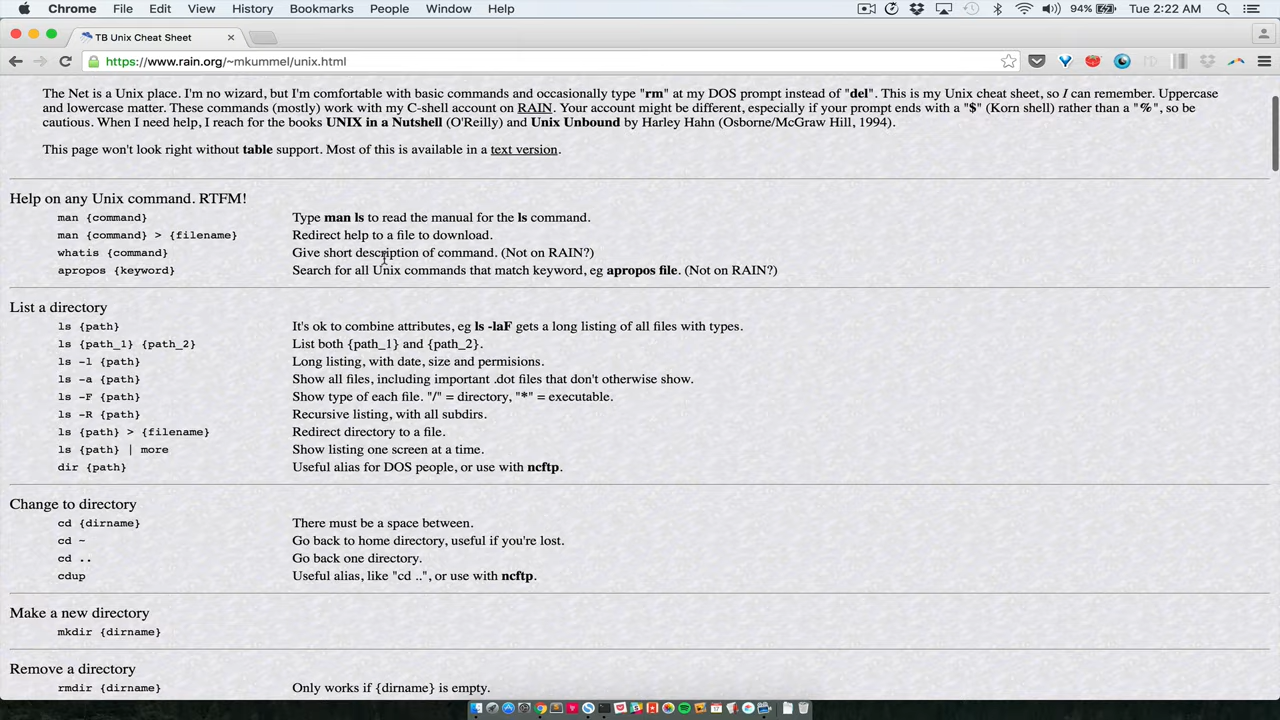 Chrome File Edit View History Bookmarks People Window Help 94% Tue 2:22 AM
TB Unix Cheat Sheet
https://www.rain.org/~mkummel/unix.html
The Net is a Unix place. I'm no wizard, but I'm comfortable with basic commands and occasionally type "rm" at my DOS prompt instead of "del". This is my Unix cheat sheet, so I can remember. Uppercase
and lowercase matter. These commands (mostly) work with my C-shell account on RAIN. Your account might be different, especially if your prompt ends with a "$" (Korn shell) rather than a "%", so be
cautious. When I need help, I reach for the books UNIX in a Nutshell (O'Reilly) and Unix Unbound by Harley Hahn (Osborne/McGraw Hill, 1994).
This page won't look right without table support. Most of this is available in a text version.
Help on any Unix command. RTFM!
man {command} Type man ls to read the manual for the ls command.
man {command} > {filename} Redirect help to a file to download.
whatis {command} Give short description of command. (Not on RAIN?)
apropos {keyword} Search for all Unix commands that match keyword, eg apropos file. (Not on RAIN?)
List a directory
ls {path} It's ok to combine attributes, eg ls -laF gets a long listing of all files with types.
ls {path_1} {path_2} List both {path_1} and {path_2}.
ls -l {path} Long listing, with date, size and permisions.
ls -a {path} Show all files, including important .dot files that don't otherwise show.
ls -F {path} Show type of each file. "/" = directory, "*" = executable.
ls -R {path} Recursive listing, with all subdirs.
ls {path} > {filename} Redirect directory to a file.
ls {path} | more Show listing one screen at a time.
dir {path} Useful alias for DOS people, or use with ncftp.
Change to directory
cd {dirname} There must be a space between.
cd ~ Go back to home directory, useful if you're lost.
cd .. Go back one directory.
cdup Useful alias, like "cd ..", or use with ncftp.
Make a new directory
mkdir {dirname}
Remove a directory
rmdir {dirname} Only works if {dirname} is empty.